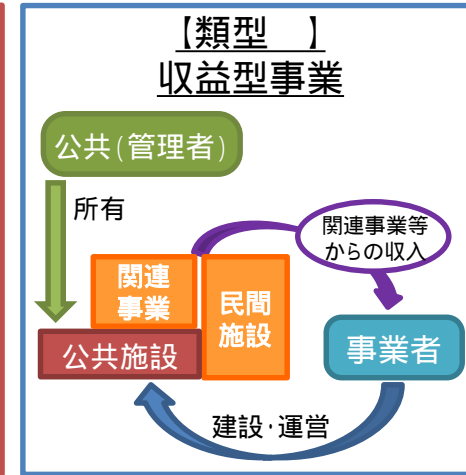 【類型　】
収益型事業
公共(管理者)
所有
関連事業等
からの収入
関連
事業
民間
施設
公共施設
事業者
建設・運営